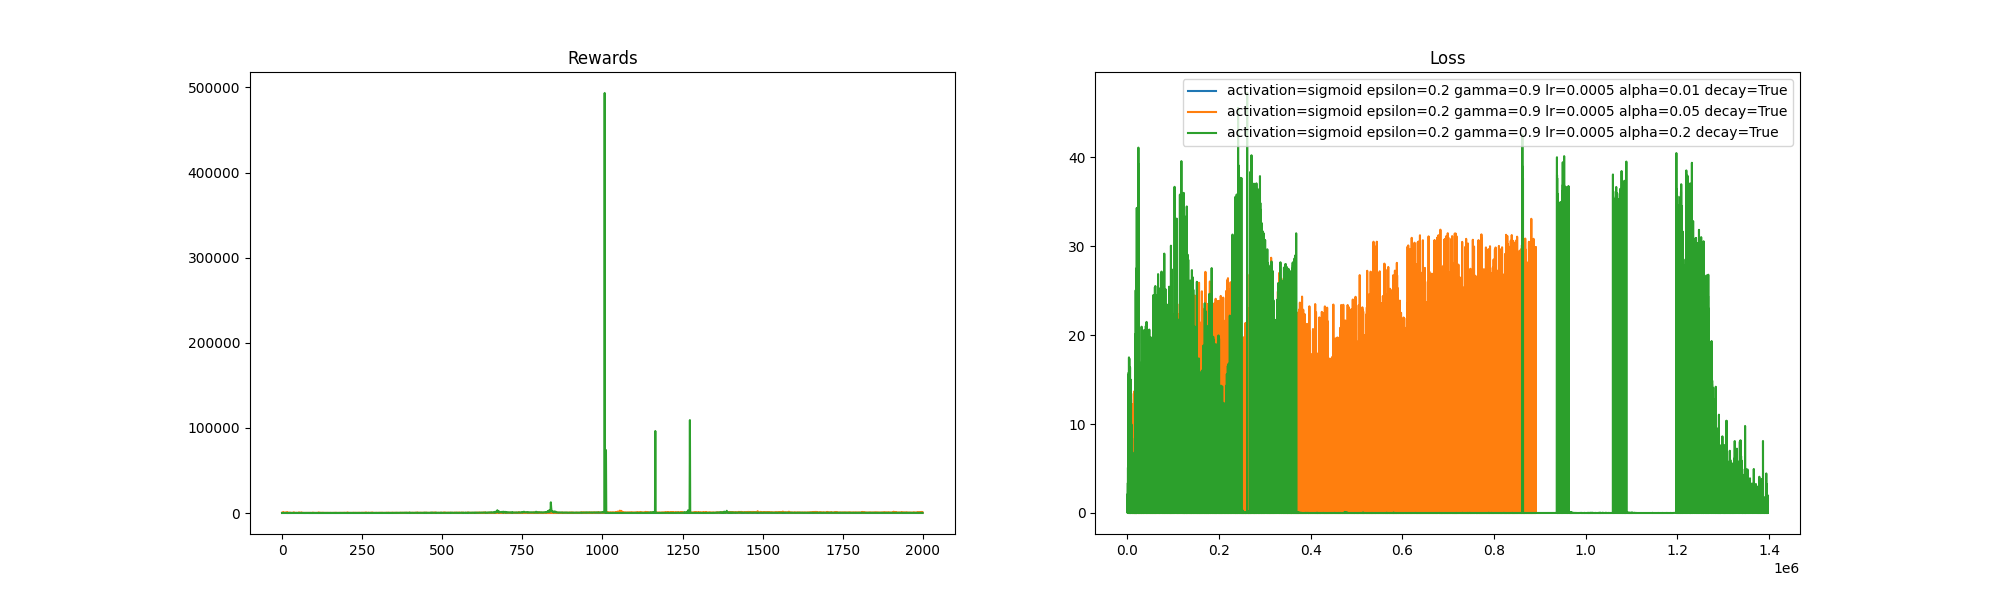 Rewards
500000
400000
300000
200000
100000
0
0 250 500 750 1000 1250 1500 1750 2000
Loss
activation=sigmoid epsilon=0.2 gamma=0.9 lr=0.0005 alpha=0.01 decay=True
activation=sigmoid epsilon=0.2 gamma=0.9 lr=0.0005 alpha=0.05 decay=True
activation=sigmoid epsilon=0.2 gamma=0.9 lr=0.0005 alpha=0.2 decay=True
40
30
20
10
0
0.0 0.2 0.4 0.6 0.8 1.0 1.2 1.4
1e6